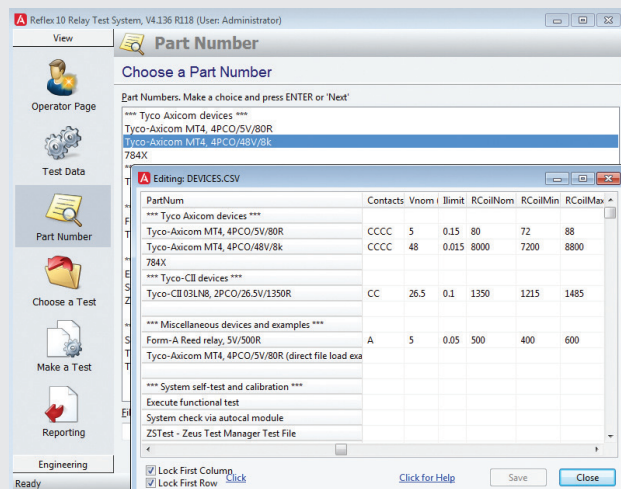 Reflex 10 Relay Test System, V4.136 R118 (User: Administrator)
View
Part Number
Operator Page
Test Data
Part Number
Choose a Test
Make a Test
Reporting
Engineering
Ready
Choose a Part Number
Part Numbers. Make a choice and press ENTER or 'Next'
*** Tyco Axicom devices ***
Tyco-Axicom MT4, 4PCO/5V/80R
Tyco-Axicom MT4, 4PCO/48V/8k
784X
Editing: DEVICES.CSV
PartNum Contacts Vnom Ilimit RCoilNom RCoilMin RCoilMax
*** Tyco Axicom devices ***
Tyco-Axicom MT4, 4PCO/5V/80R CCCC 5 0.15 80 72 88
Tyco-Axicom MT4, 4PCO/48V/8k CCCC 48 0.015 8000 7200 8800
784X
*** Tyco-CII devices ***
Tyco-CII 03LN8, 2PCO/26.5V/1350R CC 26.5 0.1 1350 1215 1485
*** Miscellaneous devices and examples ***
Form-A Reed relay, 5V/500R A 5 0.05 500 400 600
Tyco-Axicom MT4, 4PCO/5V/80R (direct file load exa
*** System self-test and calibration ***
Execute functional test
System check via autocal module
ZSTest - Zeus Test Manager Test File
Lock First Column
Lock First Row
Click
Click for Help
Save
Close